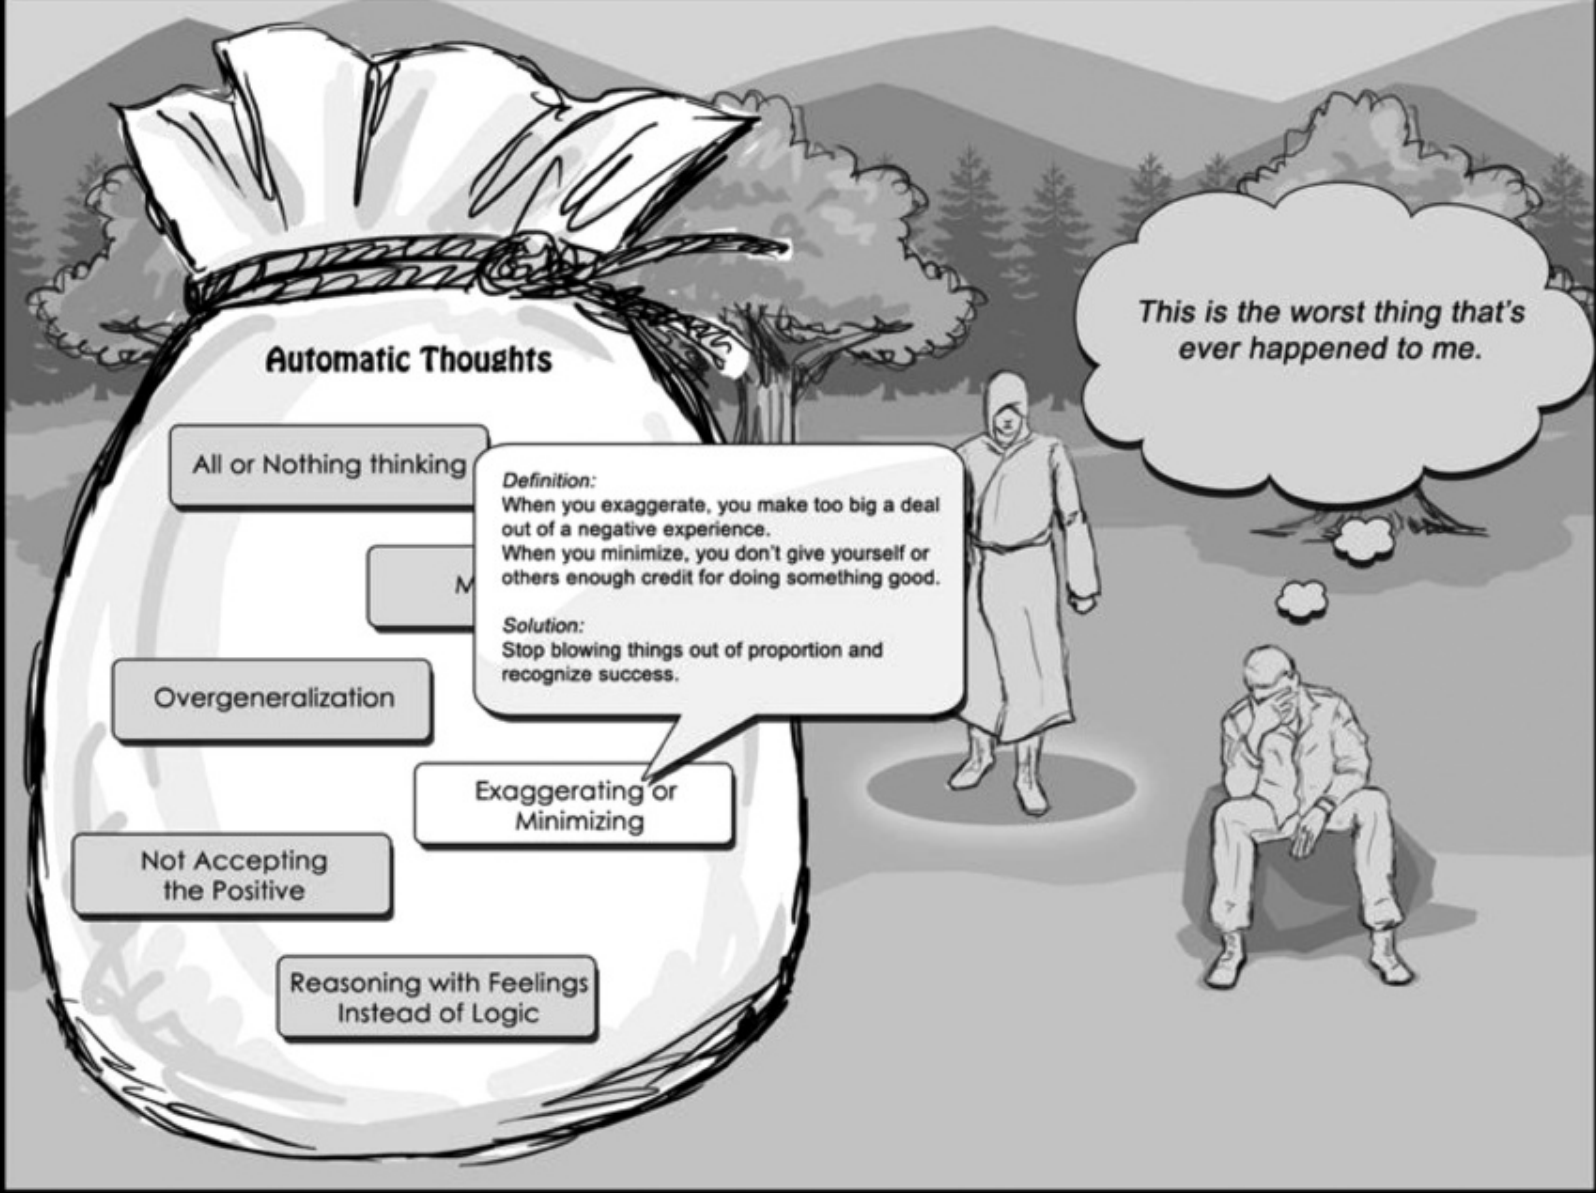 Automatic Thoughts
All or Nothing thinking
Definition:
When you exaggerate, you make too big a deal
out of a negative experience.
When you minimize, you don't give yourself or
others enough credit for doing something good.
Solution:
Stop blowing things out of proportion and
recognize success.
Overgeneralization
Exaggerating or
Minimizing
Not Accepting
the Positive
Reasoning with Feelings
Instead of Logic
This is the worst thing that's
ever happened to me.